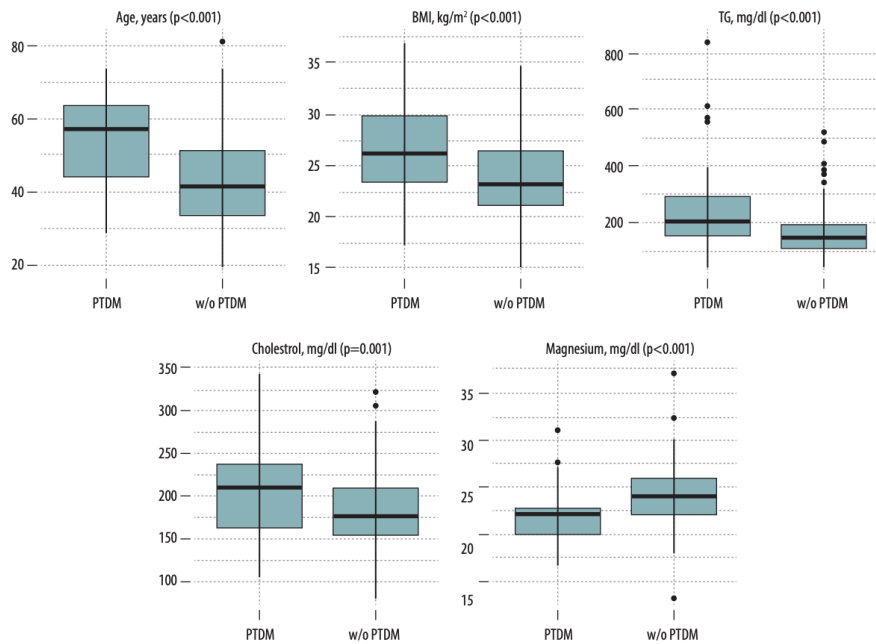 Age, years (p<0.001)
80
60
40
20
PTDM
w/o PTDM
BMI, kg/m² (p<0.001)
35
30
25
20
15
PTDM
w/o PTDM
TG, mg/dl (p<0.001)
800
600
400
200
PTDM
w/o PTDM
Cholestrol, mg/dl (p=0.001)
350
300
250
200
150
100
PTDM
w/o PTDM
Magnesium, mg/dl (p<0.001)
35
30
25
20
15
PTDM
w/o PTDM